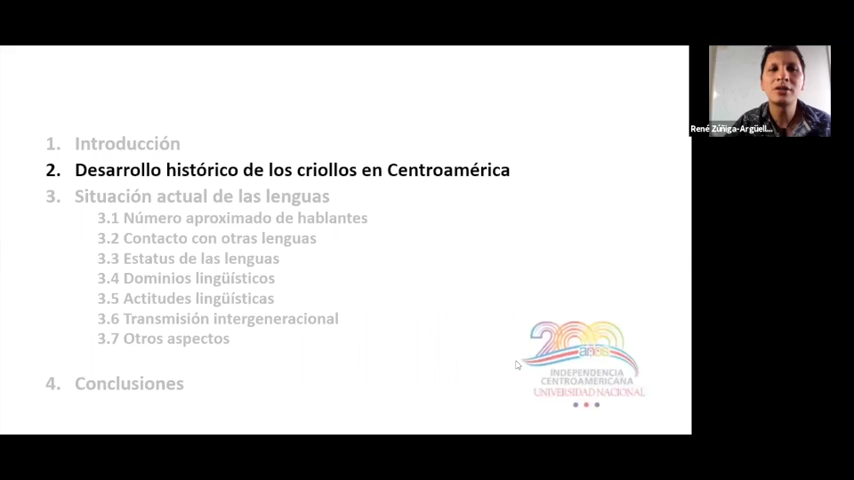 1. Introducción
2. Desarrollo histórico de los criollos en Centroamérica
3. Situación actual de las lenguas
3.1 Número aproximado de hablantes
3.2 Contacto con otras lenguas
3.3 Estatus de las lenguas
3.4 Dominios lingüísticos
3.5 Actitudes lingüísticas
3.6 Transmisión intergeneracional
3.7 Otros aspectos
4. Conclusiones
200
años
INDEPENDENCIA
CENTROAMERICANA
UNIVERSIDAD NACIONAL
René Zúñiga-Argüell...